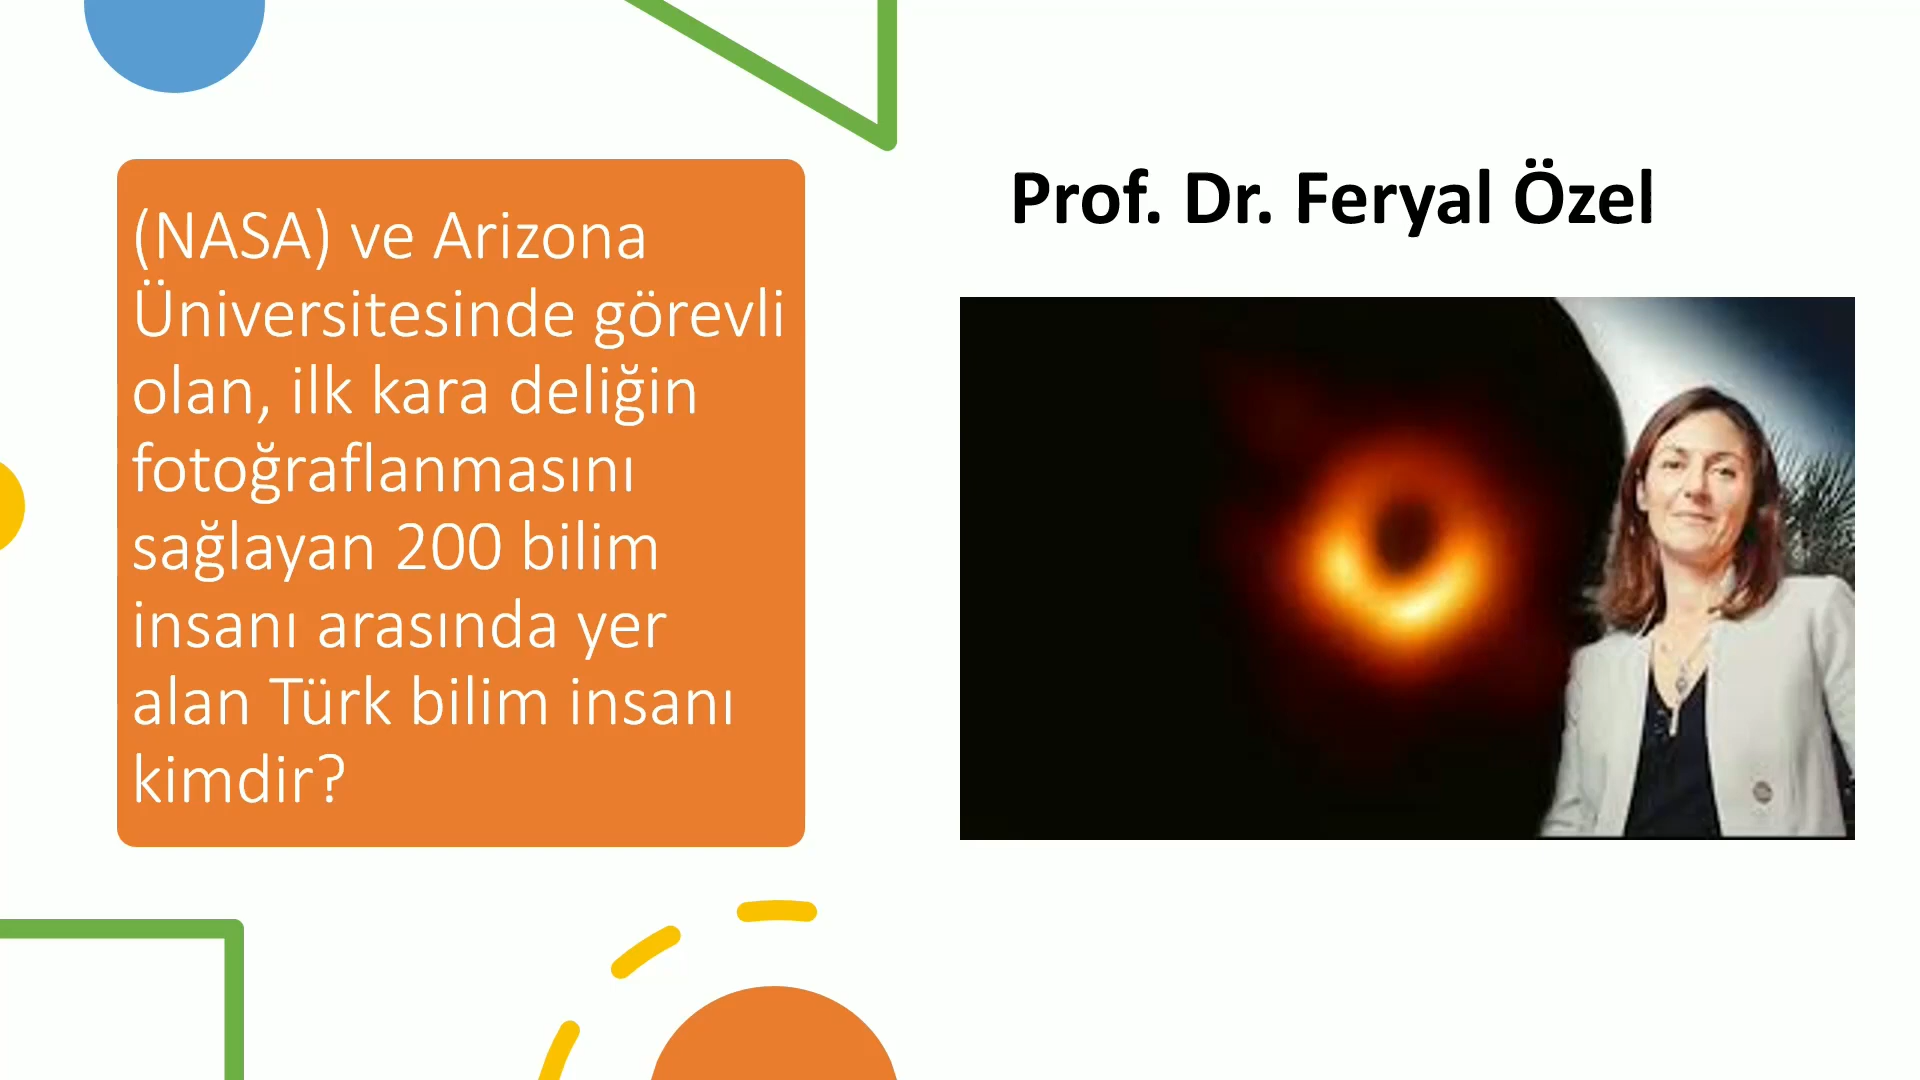 (NASA) ve Arizona
Üniversitesinde görevli
olan, ilk kara deliğin
fotoğraflanmasını
sağlayan 200 bilim
insanı arasında yer
alan Türk bilim insanı
kimdir?
Prof. Dr. Feryal Özel